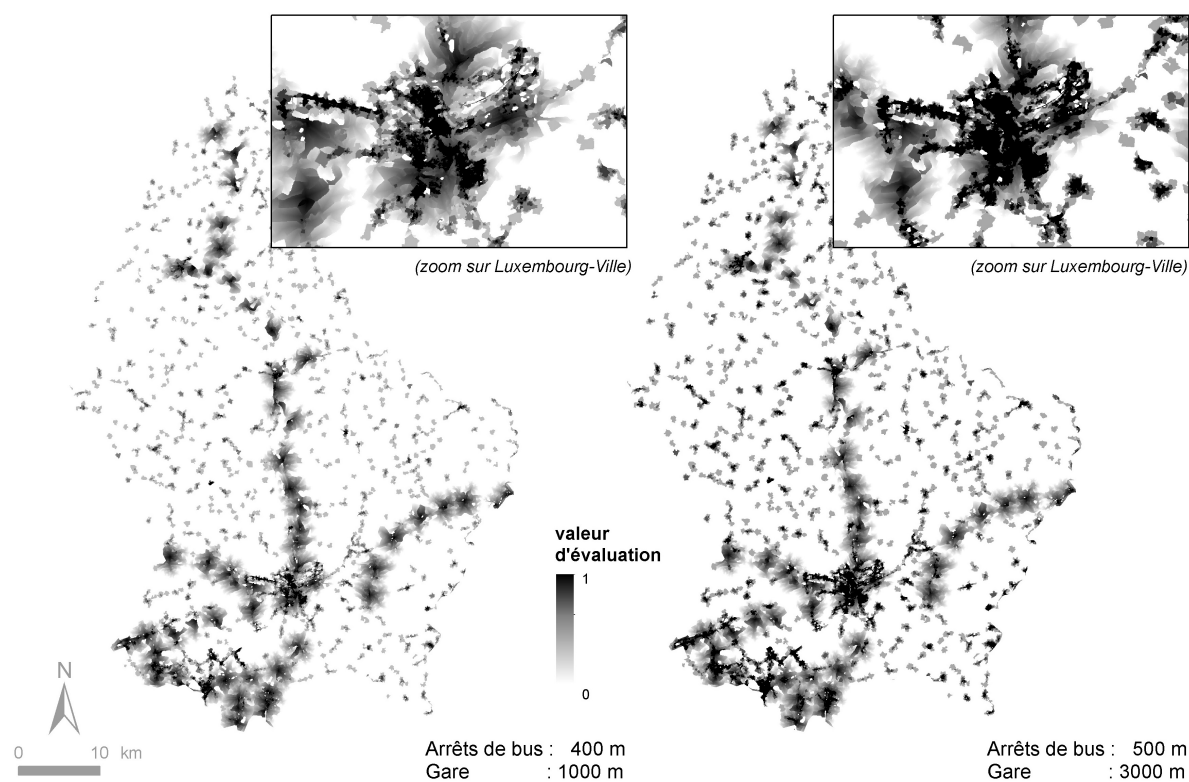 (zoom sur Luxembourg-Ville)
(zoom sur Luxembourg-Ville)
valeur
d'évaluation
1
0
N
0 10 km
Arrêts de bus : 400 m
Gare : 1000 m
Arrêts de bus : 500 m
Gare : 3000 m